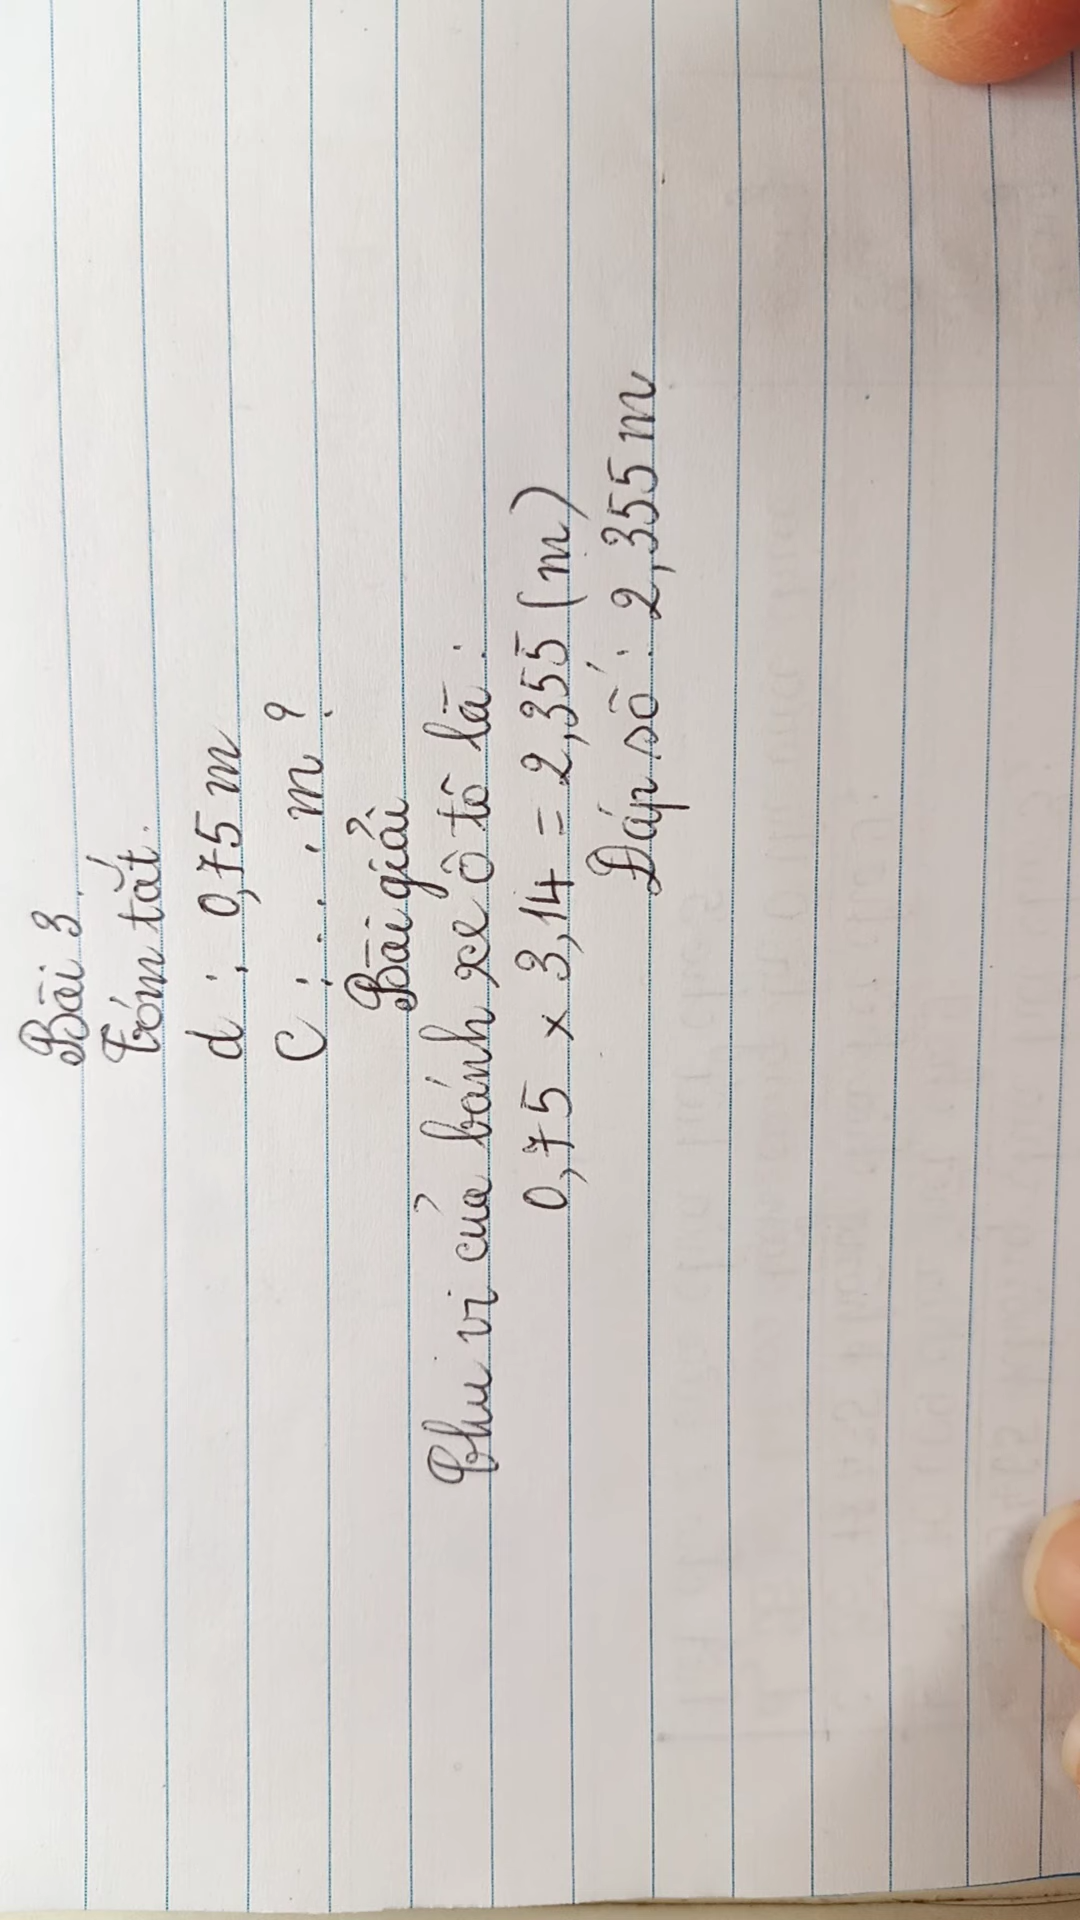 Bài 3
Tóm tắt.
d : 0,75 m
C : .... m ?
Bài giải
Chu vi của bánh xe ô tô là :
0,75 × 3,14 = 2,355 (m)
Đáp số : 2,355 m